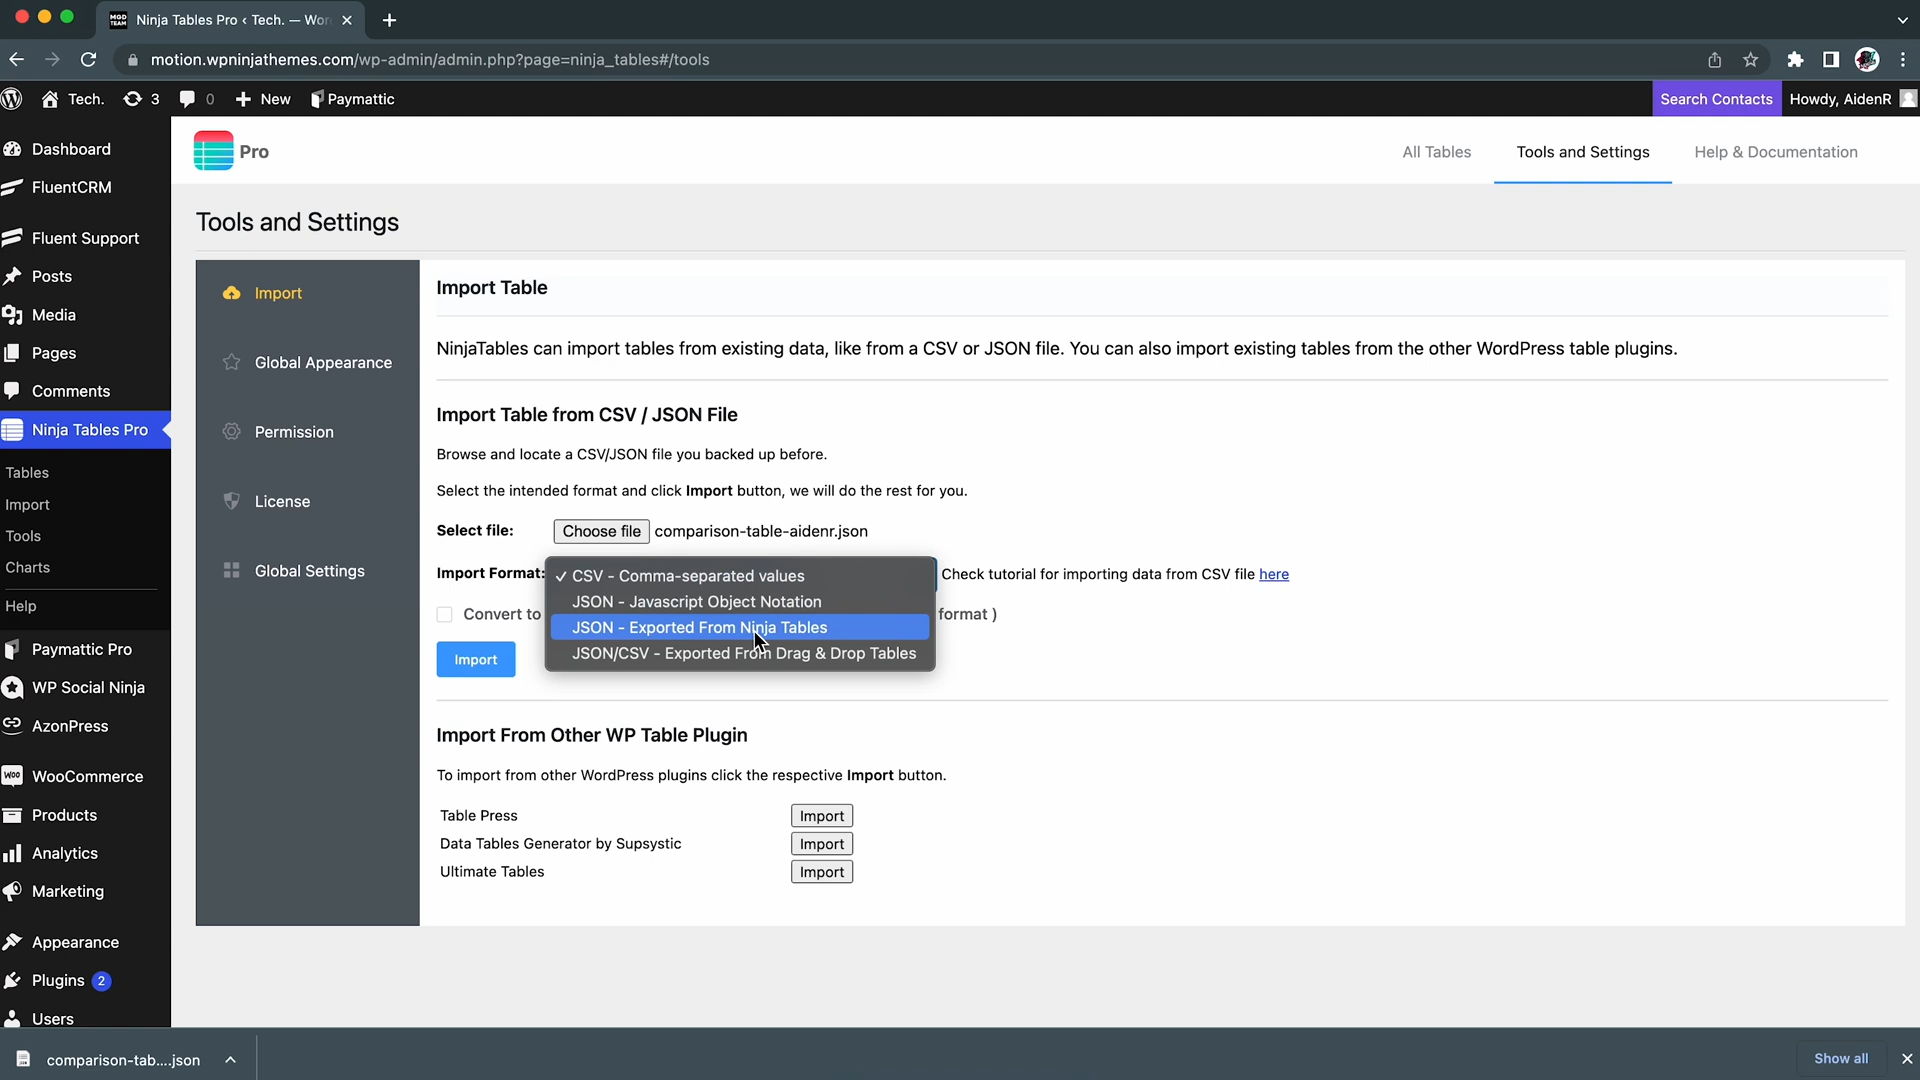 MGD
TEAM
Ninja Tables Pro ‹ Tech. — Wor
motion.wpninjathemes.com/wp-admin/admin.php?page=ninja_tables#/tools
Tech.
3
0
New
Paymattic
Search Contacts
Howdy, AidenR
Dashboard
FluentCRM
Fluent Support
Posts
Media
Pages
Comments
Ninja Tables Pro
Tables
Import
Tools
Charts
Help
Paymattic Pro
WP Social Ninja
AzonPress
Woo
WooCommerce
Products
Analytics
Marketing
Appearance
Plugins 2
Users
Pro
All Tables
Tools and Settings
Help & Documentation
Tools and Settings
Import
Global Appearance
Permission
License
Global Settings
Import Table
NinjaTables can import tables from existing data, like from a CSV or JSON file. You can also import existing tables from the other WordPress table plugins.
Import Table from CSV / JSON File
Browse and locate a CSV/JSON file you backed up before.
Select the intended format and click Import button, we will do the rest for you.
Select file: Choose file comparison-table-aidenr.json
Import Format: ✓ CSV - Comma-separated values Check tutorial for importing data from CSV file here
JSON - Javascript Object Notation
Convert to format )
JSON - Exported From Ninja Tables
JSON/CSV - Exported From Drag & Drop Tables
Import
Import From Other WP Table Plugin
To import from other WordPress plugins click the respective Import button.
Table Press Import
Data Tables Generator by Supsystic Import
Ultimate Tables Import
comparison-tab....json
Show all